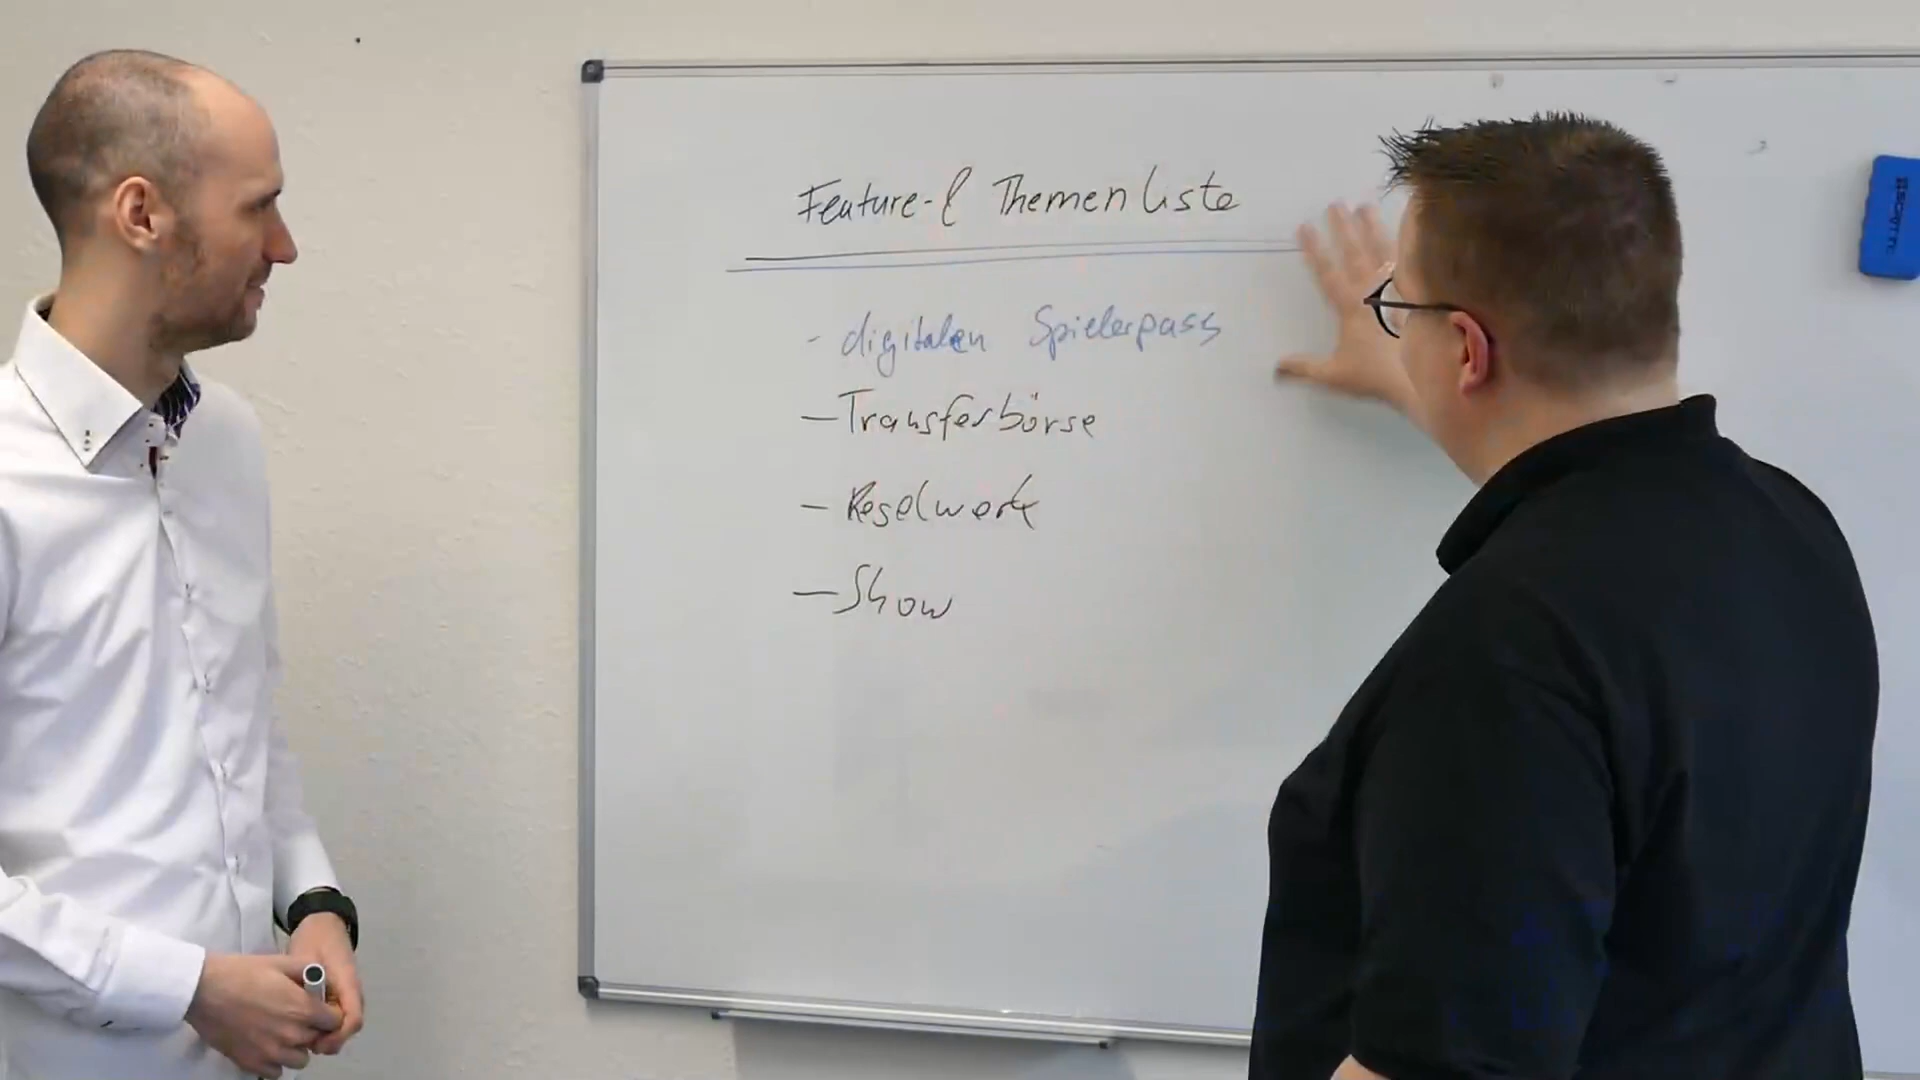 Feature- & Themenliste
- digitalen Spielerpass
- Transferbörse
- Regelwerk
- Show